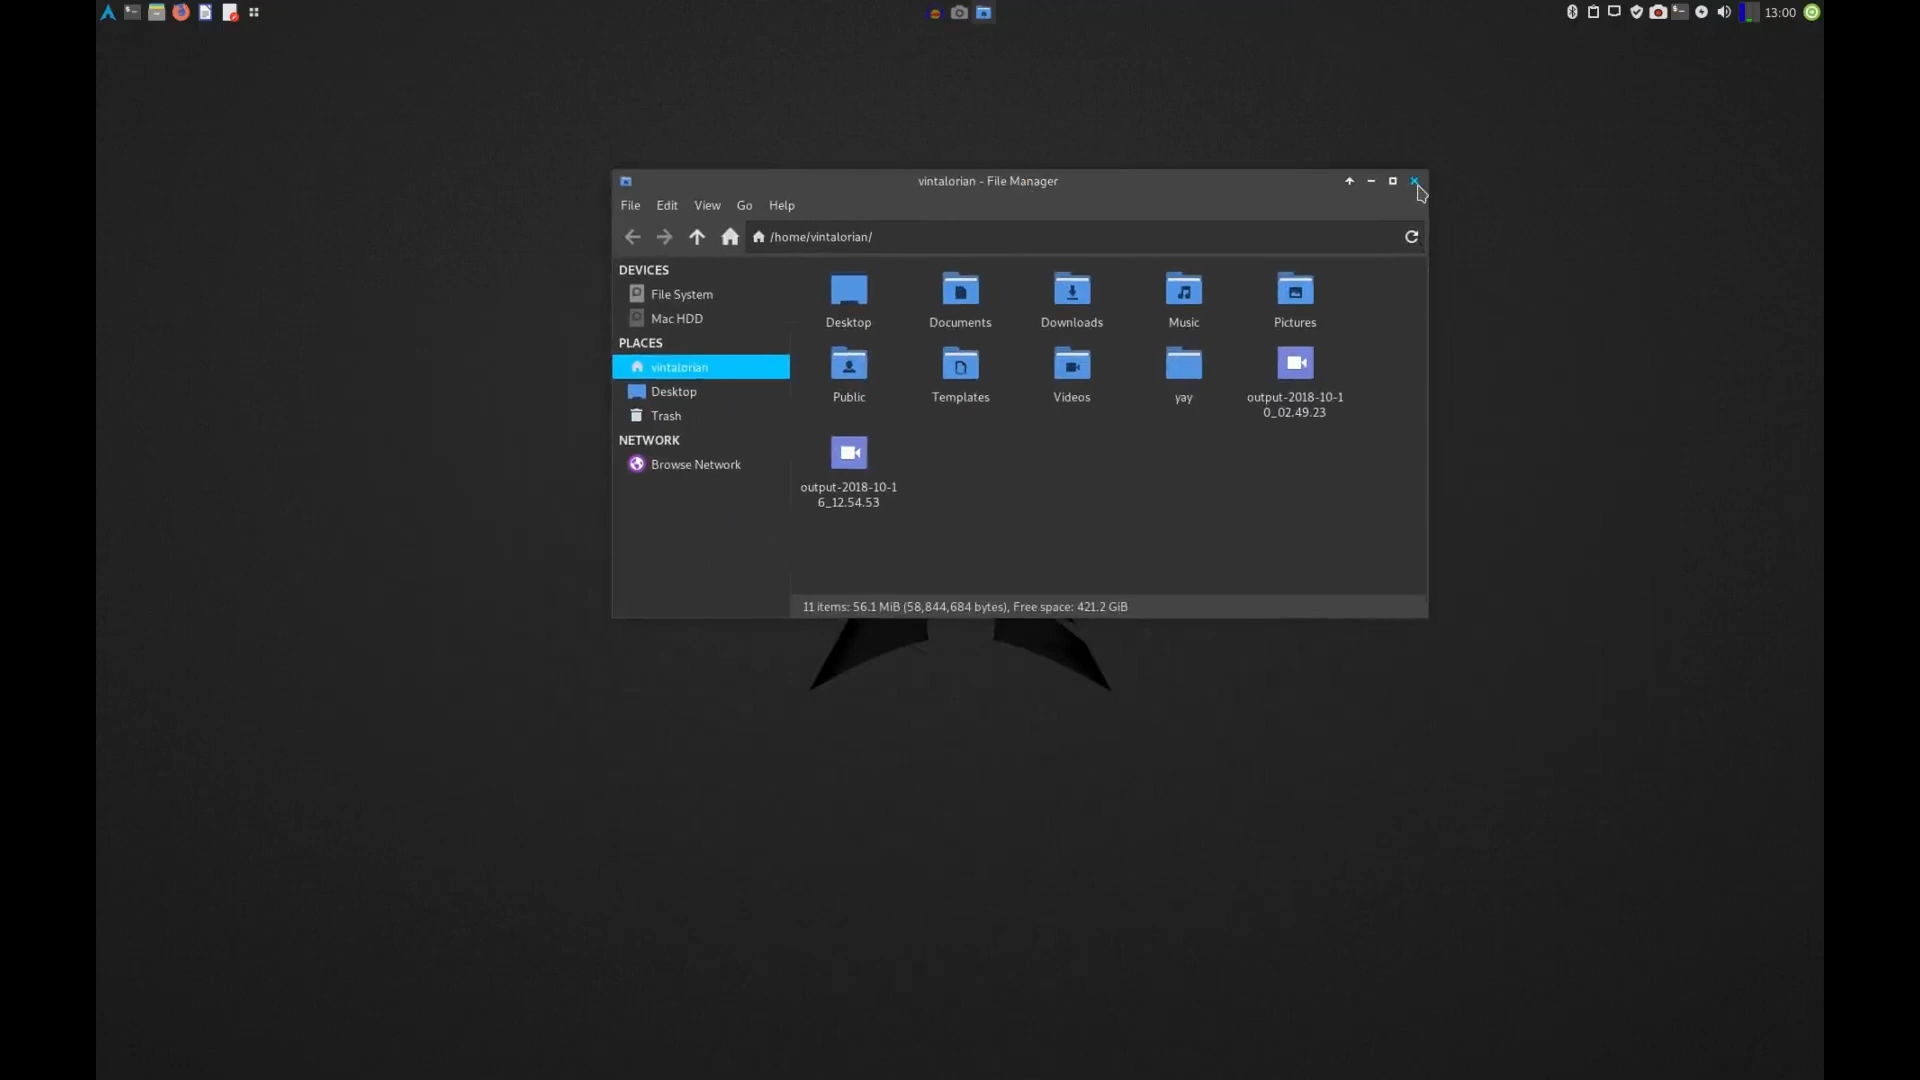 13:00
vintalorian - File Manager
File Edit View Go Help
/home/vintalorian/
DEVICES
File System
Mac HDD
PLACES
vintalorian
Desktop
Trash
NETWORK
Browse Network
Desktop Documents Downloads Music Pictures
Public Templates Videos yay output-2018-10-1
0_02.49.23
output-2018-10-1
6_12.54.53
11 items: 56.1 MiB (58,844,684 bytes), Free space: 421.2 GiB